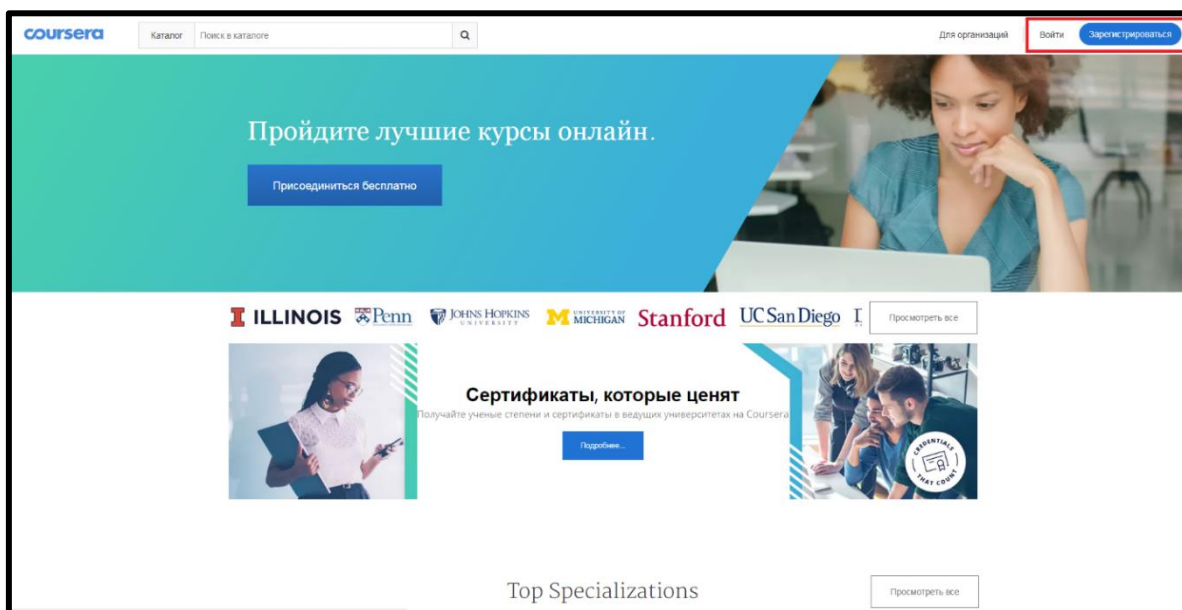 coursera
Каталог
Поиск в каталоге
Для организаций
Войти
Зарегистрироваться
Пройдите лучшие курсы онлайн.
Присоединиться бесплатно
I ILLINOIS
Penn
JOHNS HOPKINS
UNIVERSITY
M UNIVERSITY OF
MICHIGAN
Stanford
UC San Diego
Просмотреть все
Сертификаты, которые ценят
Получайте ученые степени и сертификаты в ведущих университетах на Coursera
Подробнее...
CREDENTIALS
THAT COUNT
Top Specializations
Просмотреть все